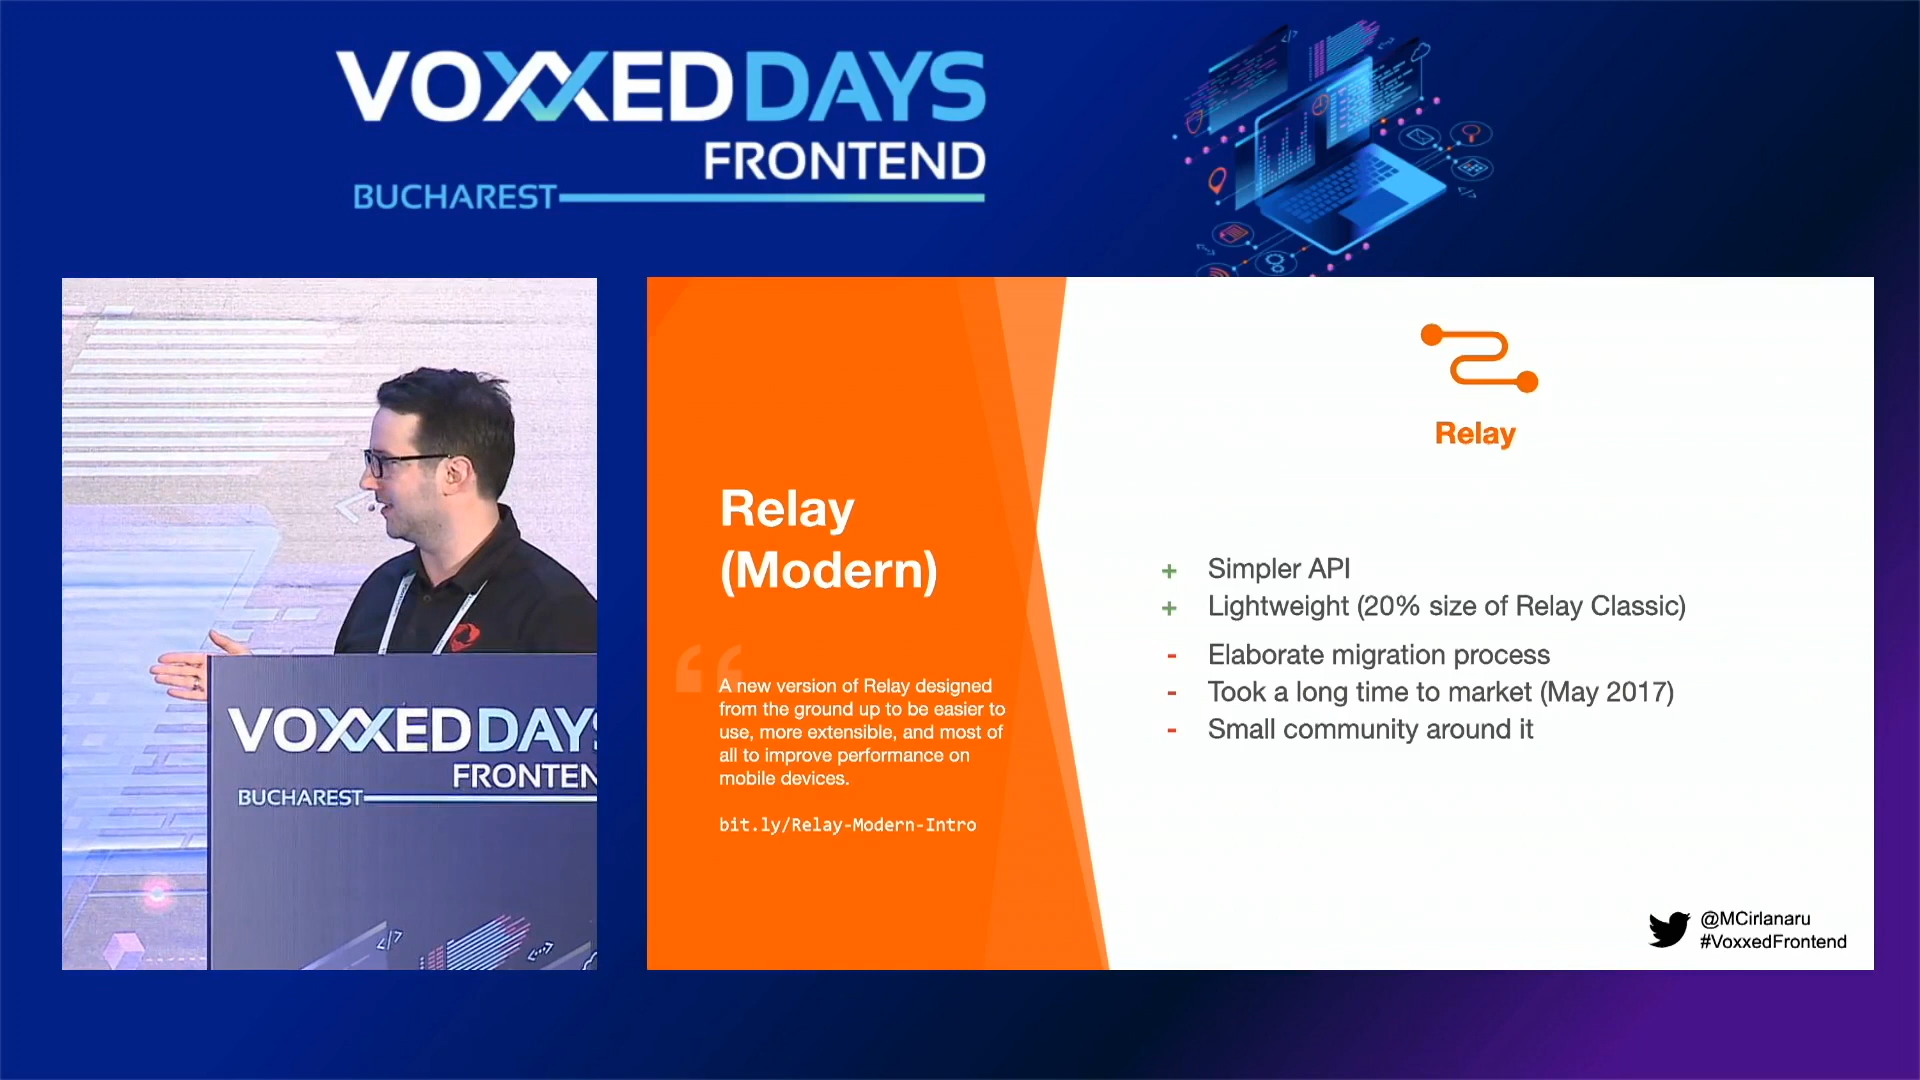 VOXXED DAYS
FRONTEND
BUCHAREST
VOXXED DAYS
FRONTEN
BUCHAREST
Relay
(Modern)
“
A new version of Relay designed
from the ground up to be easier to
use, more extensible, and most of
all to improve performance on
mobile devices.
bit.ly/Relay-Modern-Intro
Relay
+ Simpler API
+ Lightweight (20% size of Relay Classic)
- Elaborate migration process
- Took a long time to market (May 2017)
- Small community around it
@MCirlanaru
#VoxxedFrontend